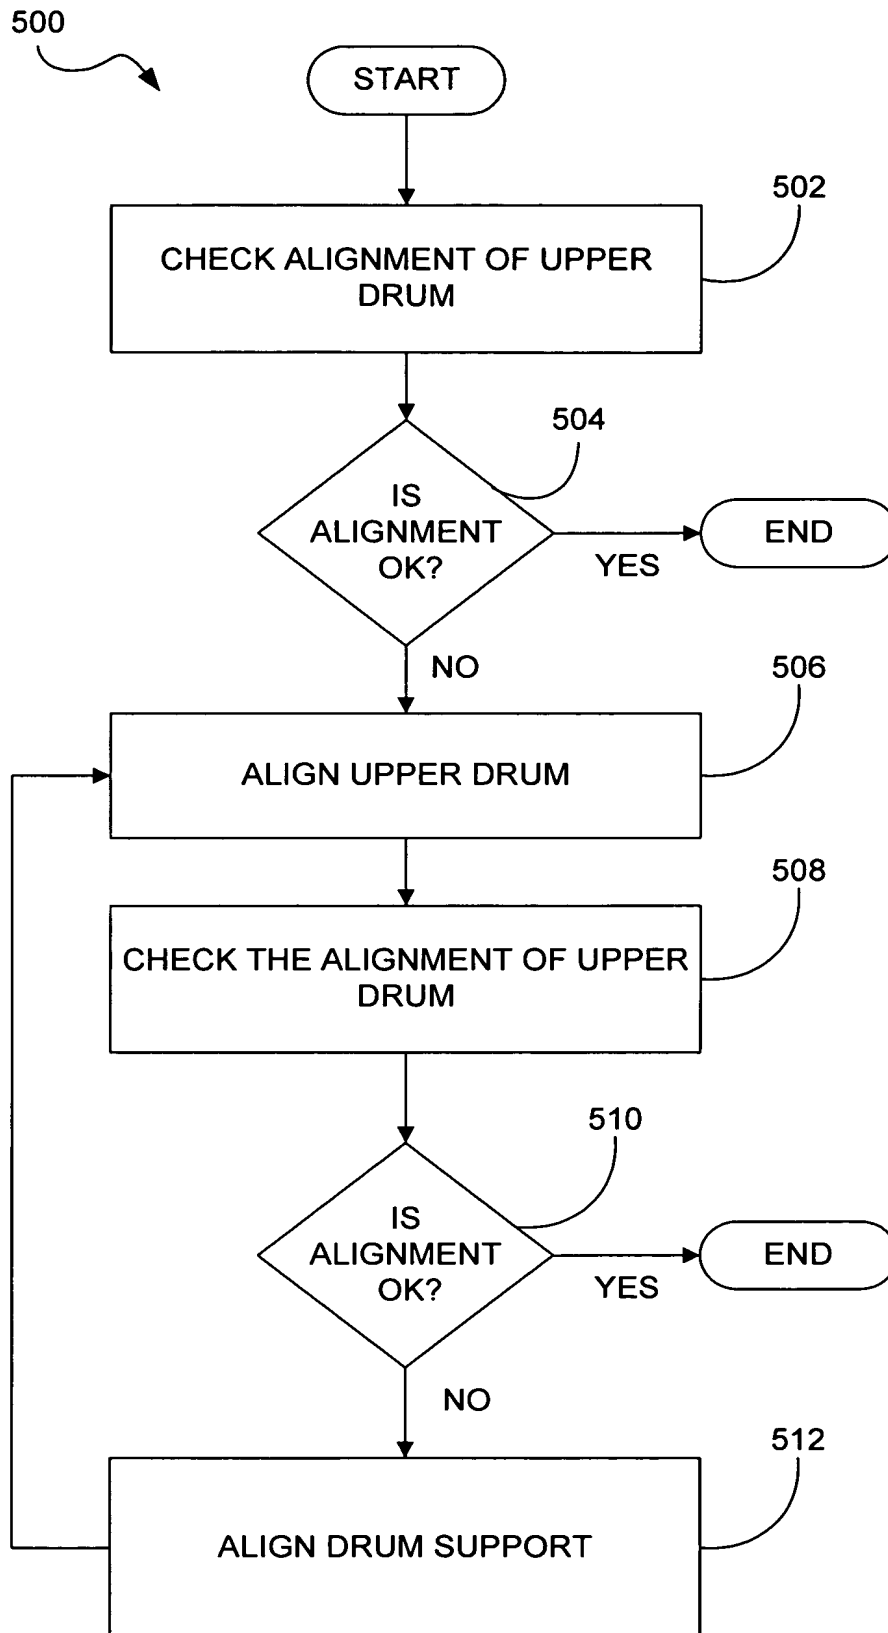 500
START
502
CHECK ALIGNMENT OF UPPER
DRUM
504
IS
ALIGNMENT
OK?
YES
END
NO
506
ALIGN UPPER DRUM
508
CHECK THE ALIGNMENT OF UPPER
DRUM
510
IS
ALIGNMENT
OK?
YES
END
NO
512
ALIGN DRUM SUPPORT